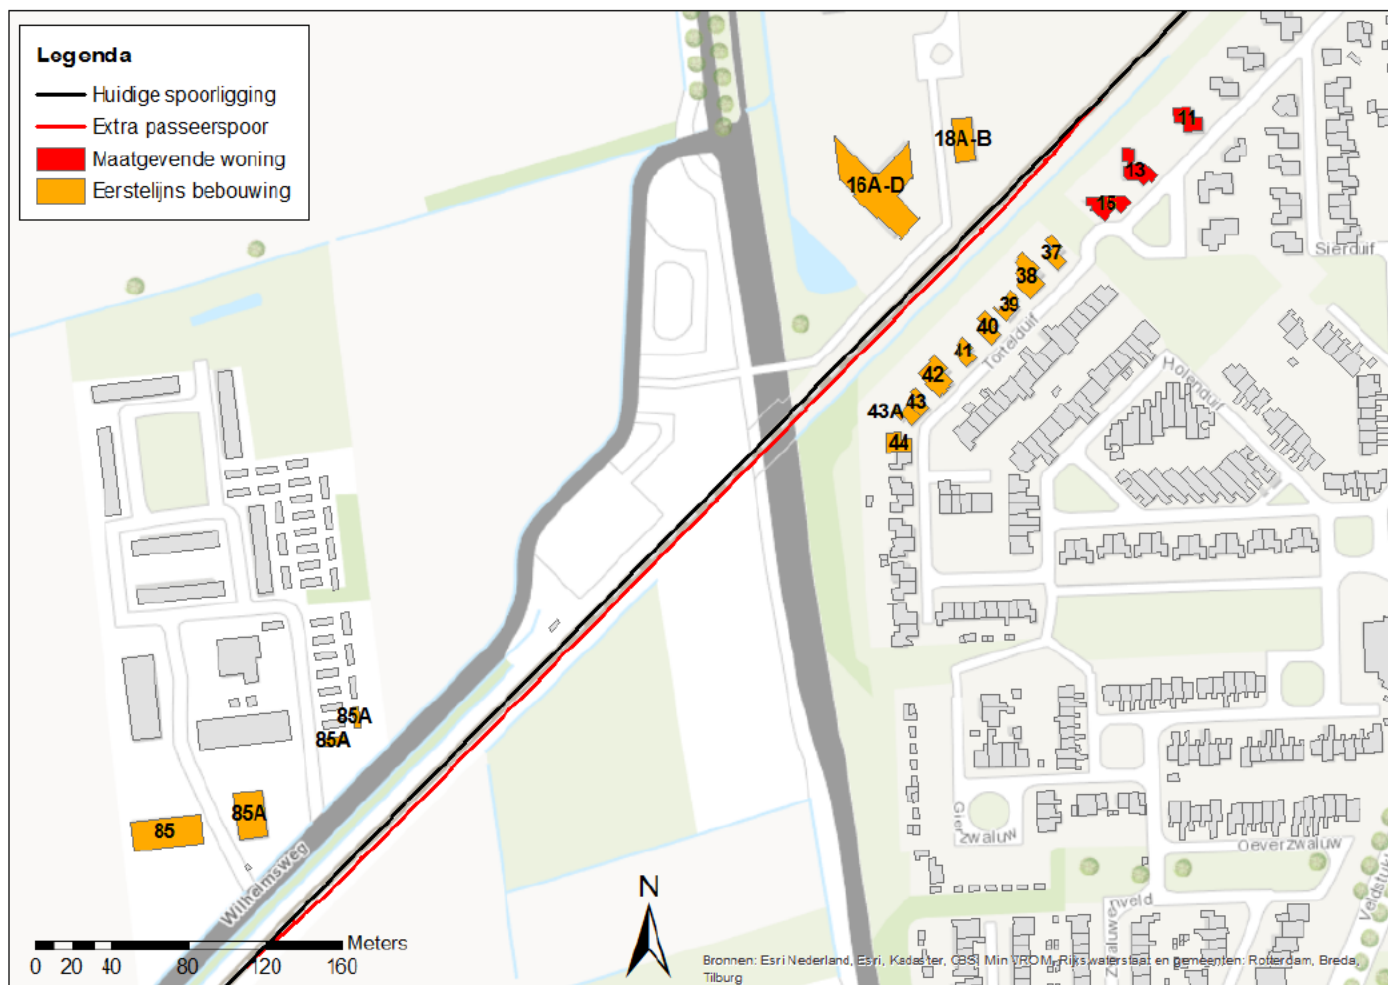 Legenda
Huidige spoorligging
Extra passeerspoor
Maatgevende woning
Eerstelijns bebouwing
11
18A-B
13
16A-D
15
Sierduif
37
38
39
40
Tortelduif
41
42
Holenduif
43
43A
44
85A
85A
85A
85
Gierzwaluw
Oeverzwaluw
Wilhelmsweg
N
Meters
0 20 40 80 120 160
Bronnen: Esri Nederland, Esri, Kadaster, CBS, Min VROM, Rijkswaterstaat en gemeenten: Rotterdam, Breda,
Tilburg